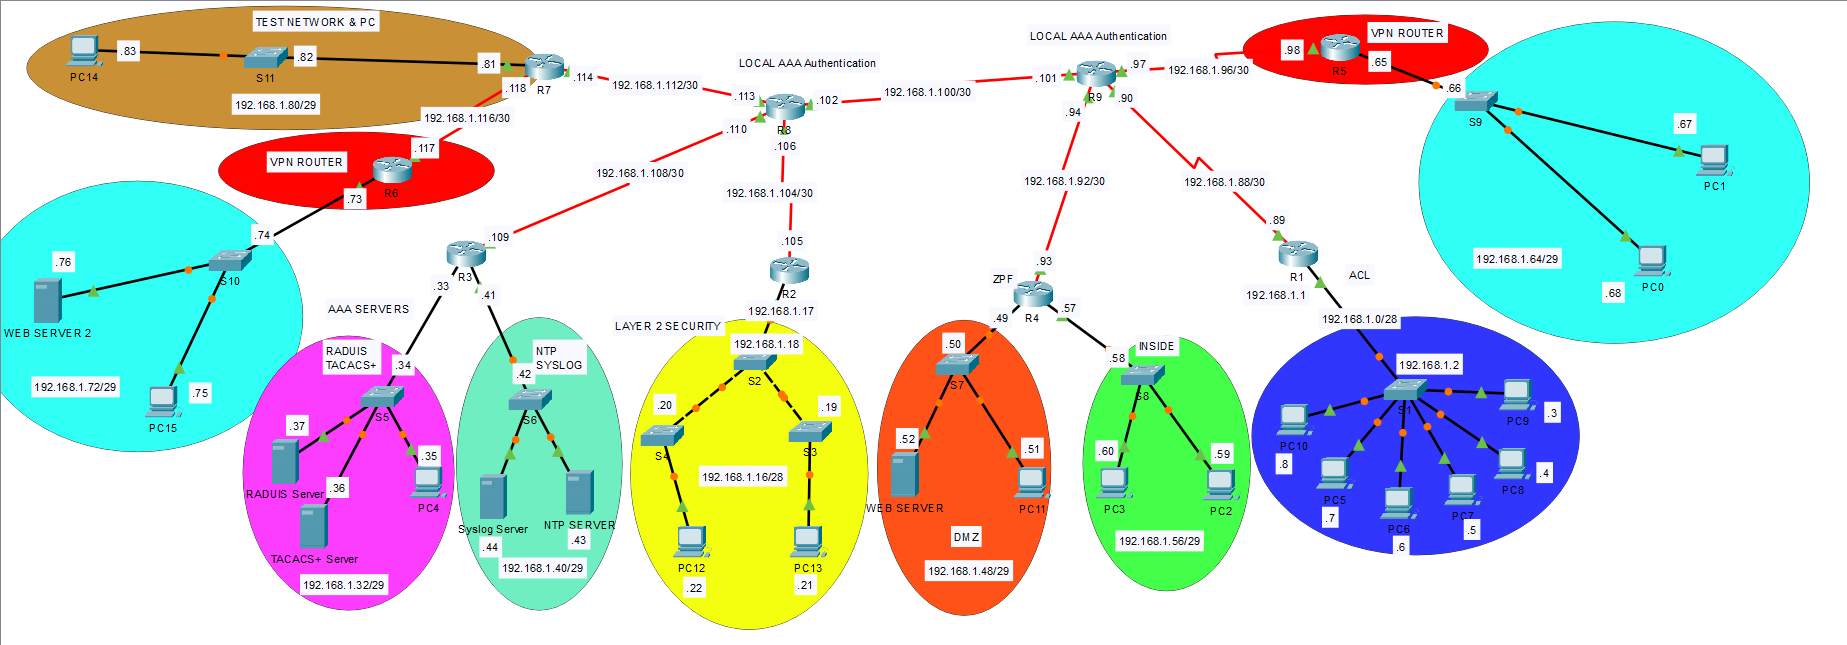 TEST NETWORK & PC
.83
PC14
S11
.82
192.168.1.80/29
.81
.118
R7
.114
192.168.1.116/30
192.168.1.112/30
LOCAL AAA Authentication
.113
.110
R8
.102
.106
192.168.1.100/30
LOCAL AAA Authentication
.101
R9
.97
.94
.90
192.168.1.96/30
VPN ROUTER
.98
R5
.65
.66
S9
.67
PC1
192.168.1.64/29
.68
PC0
VPN ROUTER
.117
R6
.73
.74
S10
.76
WEB SERVER 2
192.168.1.72/29
.75
PC15
192.168.1.108/30
192.168.1.104/30
192.168.1.92/30
192.168.1.88/30
.109
R3
.33
.41
AAA SERVERS
RADUIS
TACACS+
.34
S5
.37
RADUIS Server
.36
TACACS+ Server
.35
PC4
192.168.1.32/29
NTP
SYSLOG
.42
S6
Syslog Server
.44
NTP SERVER
.43
192.168.1.40/29
.105
R2
192.168.1.17
LAYER 2 SECURITY
192.168.1.18
S2
.20
S4
.19
S3
192.168.1.16/28
PC12
.22
PC13
.21
.93
ZPF
R4
.49
.57
.50
S7
.52
WEB SERVER
.51
PC11
DMZ
192.168.1.48/29
.58
INSIDE
S8
.60
PC3
.59
PC2
192.168.1.56/29
.89
R1
192.168.1.1
ACL
192.168.1.0/28
192.168.1.2
S1
PC9
.3
PC10
.8
PC5
.7
PC6
.6
PC7
.5
PC8
.4